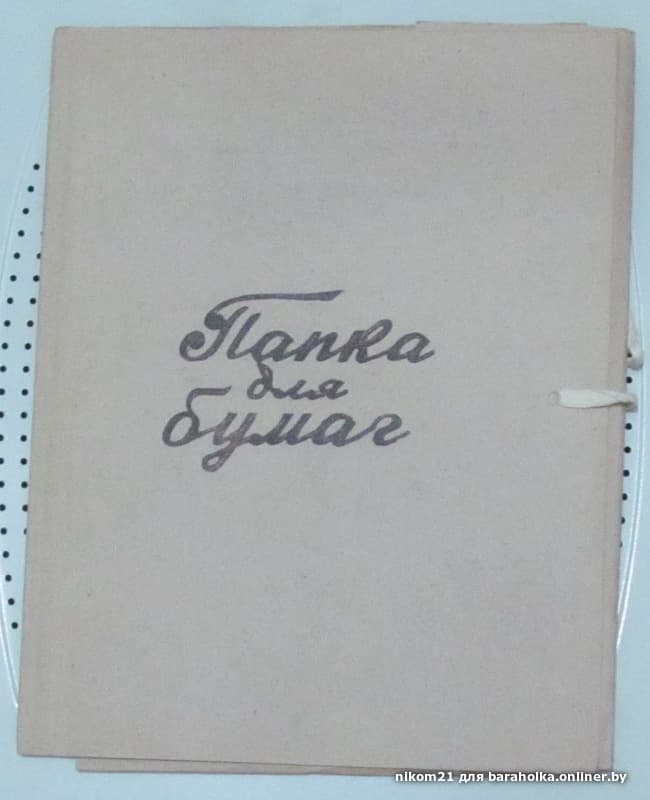 Папка
для
бумаг
nikom21 для baraholka.onliner.by